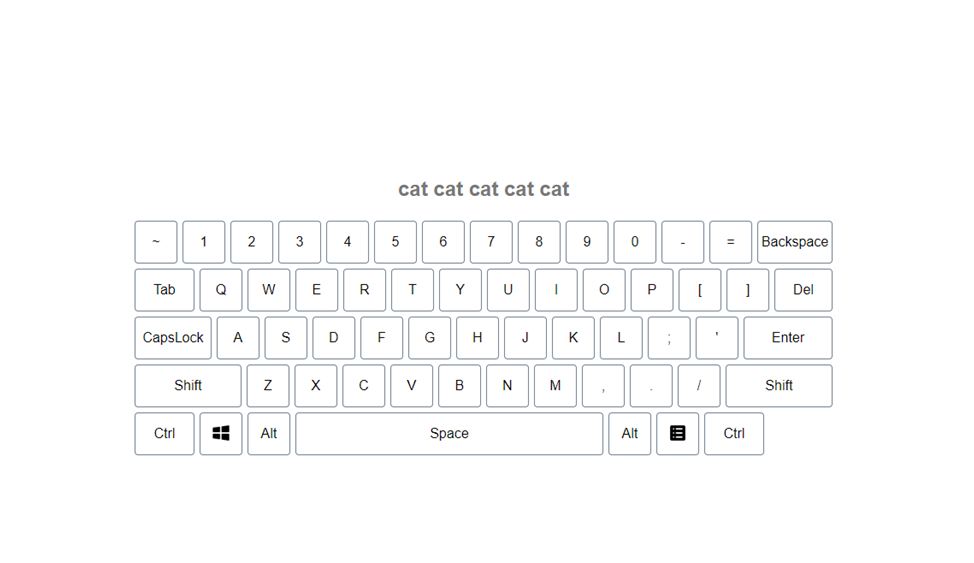 cat cat cat cat cat
~ 1 2 3 4 5 6 7 8 9 0 - = Backspace
Tab Q W E R T Y U I O P [ ] Del
CapsLock A S D F G H J K L ; ' Enter
Shift Z X C V B N M , . / Shift
Ctrl Alt Space Alt Ctrl